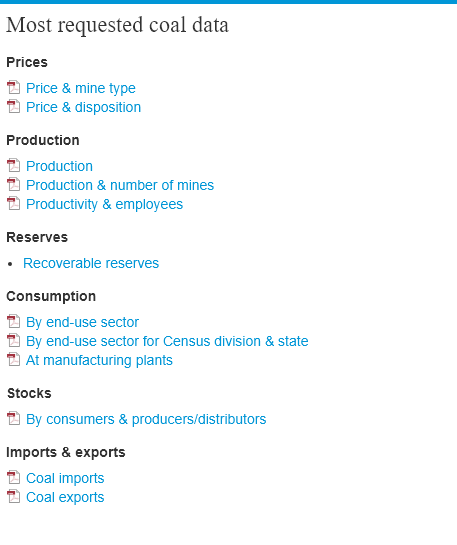 Most requested coal data
Prices
Price & mine type
Price & disposition
Production
Production
Production & number of mines
Productivity & employees
Reserves
• Recoverable reserves
Consumption
By end-use sector
By end-use sector for Census division & state
At manufacturing plants
Stocks
By consumers & producers/distributors
Imports & exports
Coal imports
Coal exports